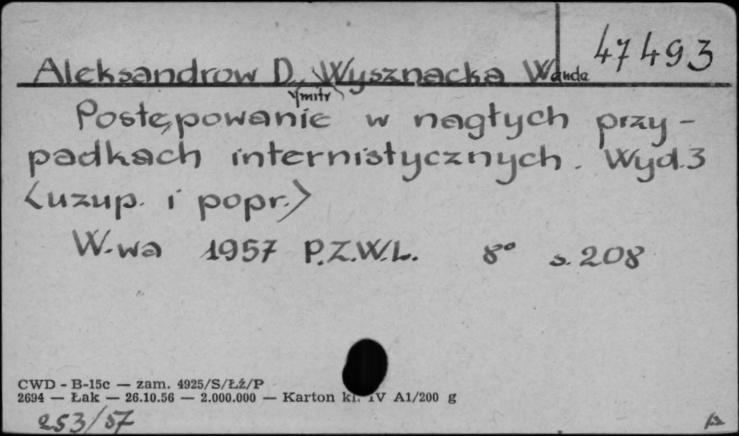 47493
Aleksandrow D., Wysznacka Wanda
ymitr
Postępowanie w nagłych przy-
padkach internistycznych. Wyd.3
<uzup. i popr.>
W-wa 1957 P.Z.W.L. 8° s. 208
CWD - B-15c — zam. 4925/S/ŁŹ/P
2694 — Łak — 26.10.56 — 2.000.000 — Karton kl. IV A1/200 g
253/57